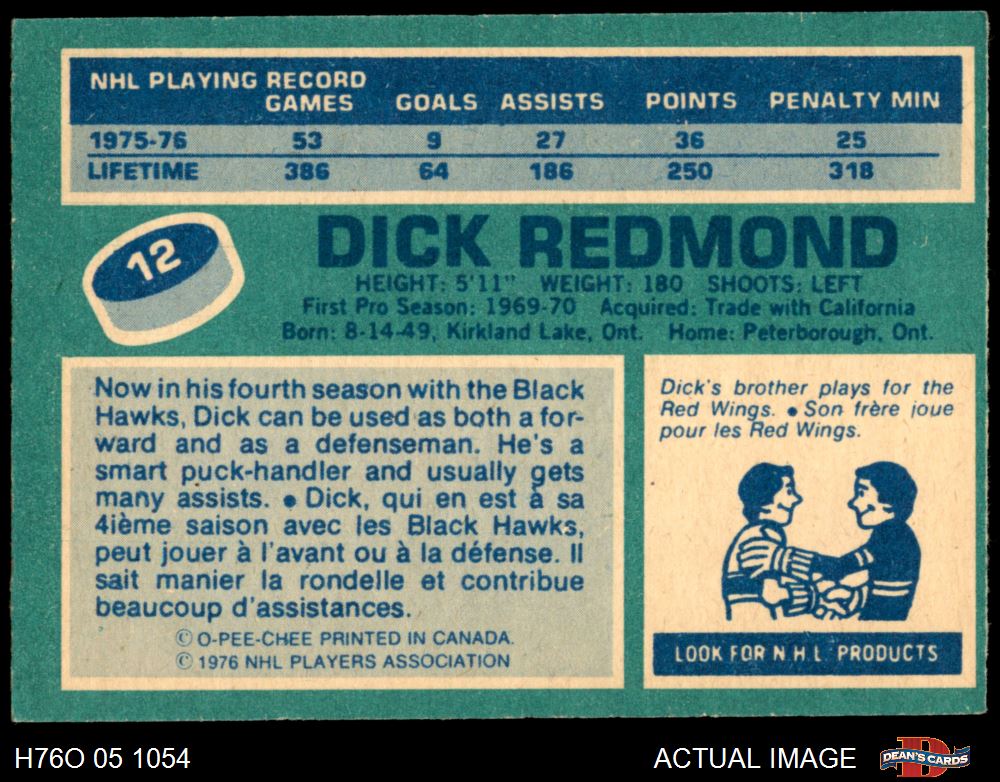 NHL PLAYING RECORD
GAMES GOALS ASSISTS POINTS PENALTY MIN
1975-76 53 9 27 36 25
LIFETIME 386 64 186 250 318
12
DICK REDMOND
HEIGHT: 5'11" WEIGHT: 180 SHOOTS: LEFT
First Pro Season: 1969-70 Acquired: Trade with California
Born: 8-14-49, Kirkland Lake, Ont. Home: Peterborough, Ont.
Now in his fourth season with the Black
Hawks, Dick can be used as both a for-
ward and as a defenseman. He's a
smart puck-handler and usually gets
many assists. • Dick, qui en est à sa
4ième saison avec les Black Hawks,
peut jouer à l'avant ou à la défense. Il
sait manier la rondelle et contribue
beaucoup d'assistances.
© O-PEE-CHEE PRINTED IN CANADA.
© 1976 NHL PLAYERS ASSOCIATION
Dick's brother plays for the
Red Wings. • Son frère joue
pour les Red Wings.
LOOK FOR N.H.L. PRODUCTS
H76O 05 1054
ACTUAL IMAGE
D
DEAN'S CARDS